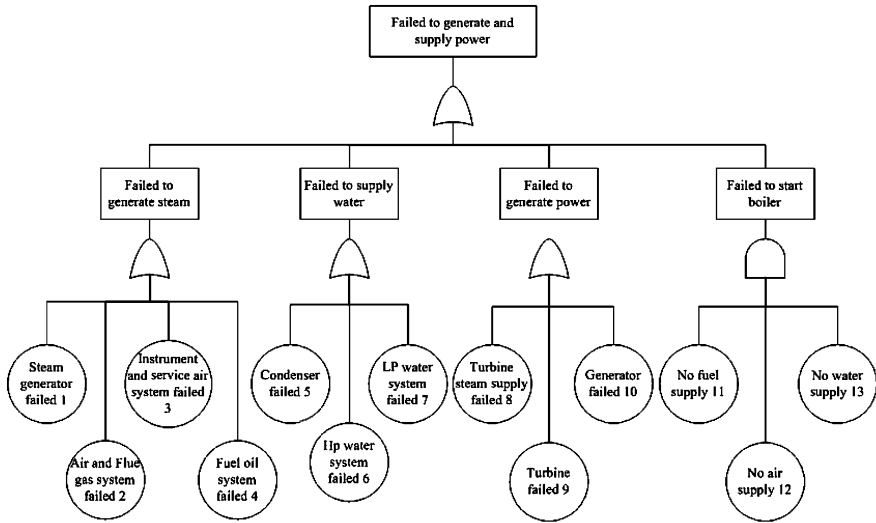 Failed to generate and
supply power
Failed to
generate steam
Failed to supply
water
Failed to
generate power
Failed to start
boiler
Steam
generator
failed 1
Instrument
and service air
system failed
3
Condenser
failed 5
LP water
system
failed 7
Turbine
steam supply
failed 8
Generator
failed 10
No fuel
supply 11
No water
supply 13
Air and Flue
gas system
failed 2
Fuel oil
system
failed 4
Hp water
system
failed 6
Turbine
failed 9
No air
supply 12